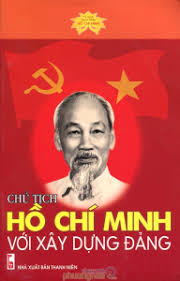 CHỦ TỊCH
HỒ CHÍ MINH
VỚI XÂY DỰNG ĐẢNG
NHÀ XUẤT BẢN THANH NIÊN